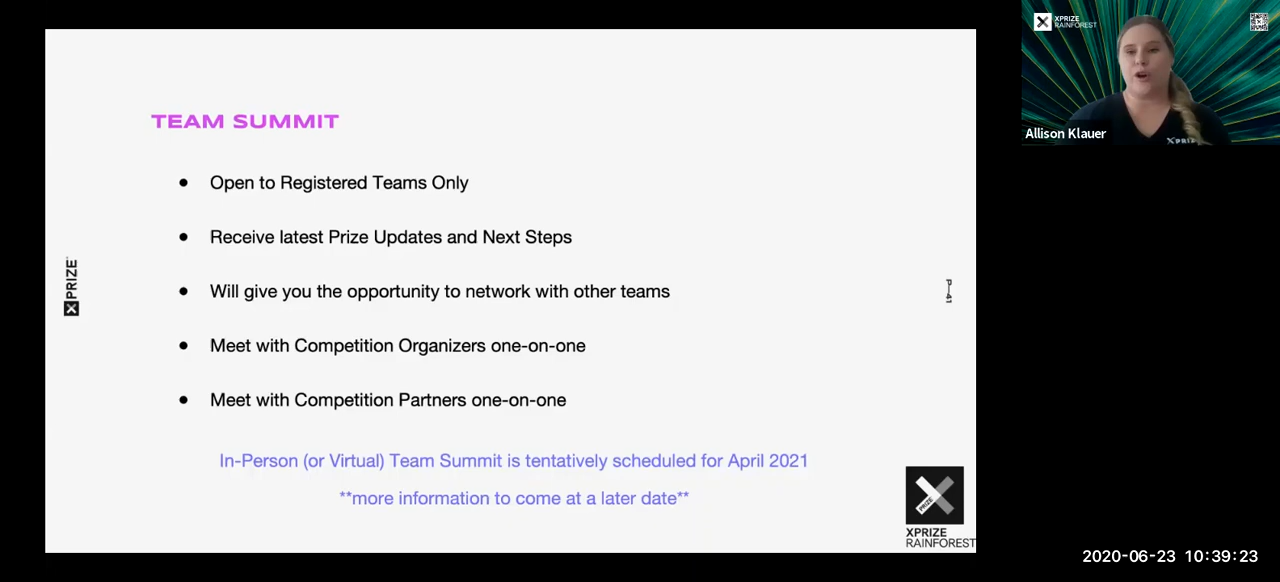 TEAM SUMMIT
● Open to Registered Teams Only
● Receive latest Prize Updates and Next Steps
● Will give you the opportunity to network with other teams
● Meet with Competition Organizers one-on-one
● Meet with Competition Partners one-on-one
In-Person (or Virtual) Team Summit is tentatively scheduled for April 2021
**more information to come at a later date**
XPRIZE
P—41
PRIZE
XPRIZE
RAINFOREST
XPRIZE
RAINFOREST
XPRIZ
Allison Klauer
2020-06-23 10:39:23